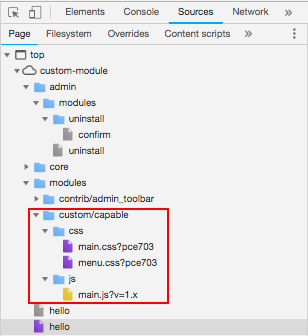 Elements Console Sources Network
Page Filesystem Overrides Content scripts »
top
custom-module
admin
modules
uninstall
confirm
uninstall
core
modules
contrib/admin_toolbar
custom/capable
css
main.css?pce703
menu.css?pce703
js
main.js?v=1.x
hello
hello